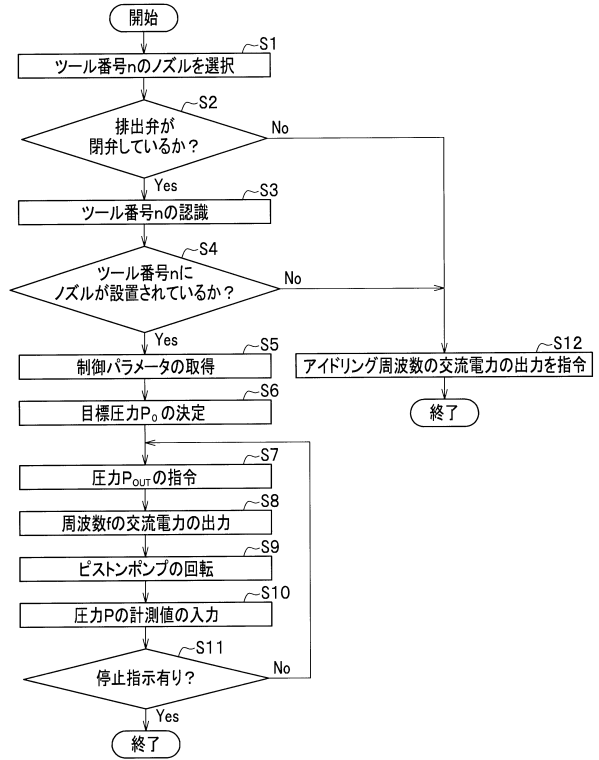 開始
S1
ツール番号nのノズルを選択
S2
排出弁が
閉弁しているか？
No
Yes
S3
ツール番号nの認識
S4
ツール番号nに
ノズルが設置されているか？
No
Yes
S5
制御パラメータの取得
S12
アイドリング周波数の交流電力の出力を指令
終了
S6
目標圧力P₀の決定
S7
圧力POUTの指令
S8
周波数fの交流電力の出力
S9
ピストンポンプの回転
S10
圧力Pの計測値の入力
S11
停止指示有り？
No
Yes
終了